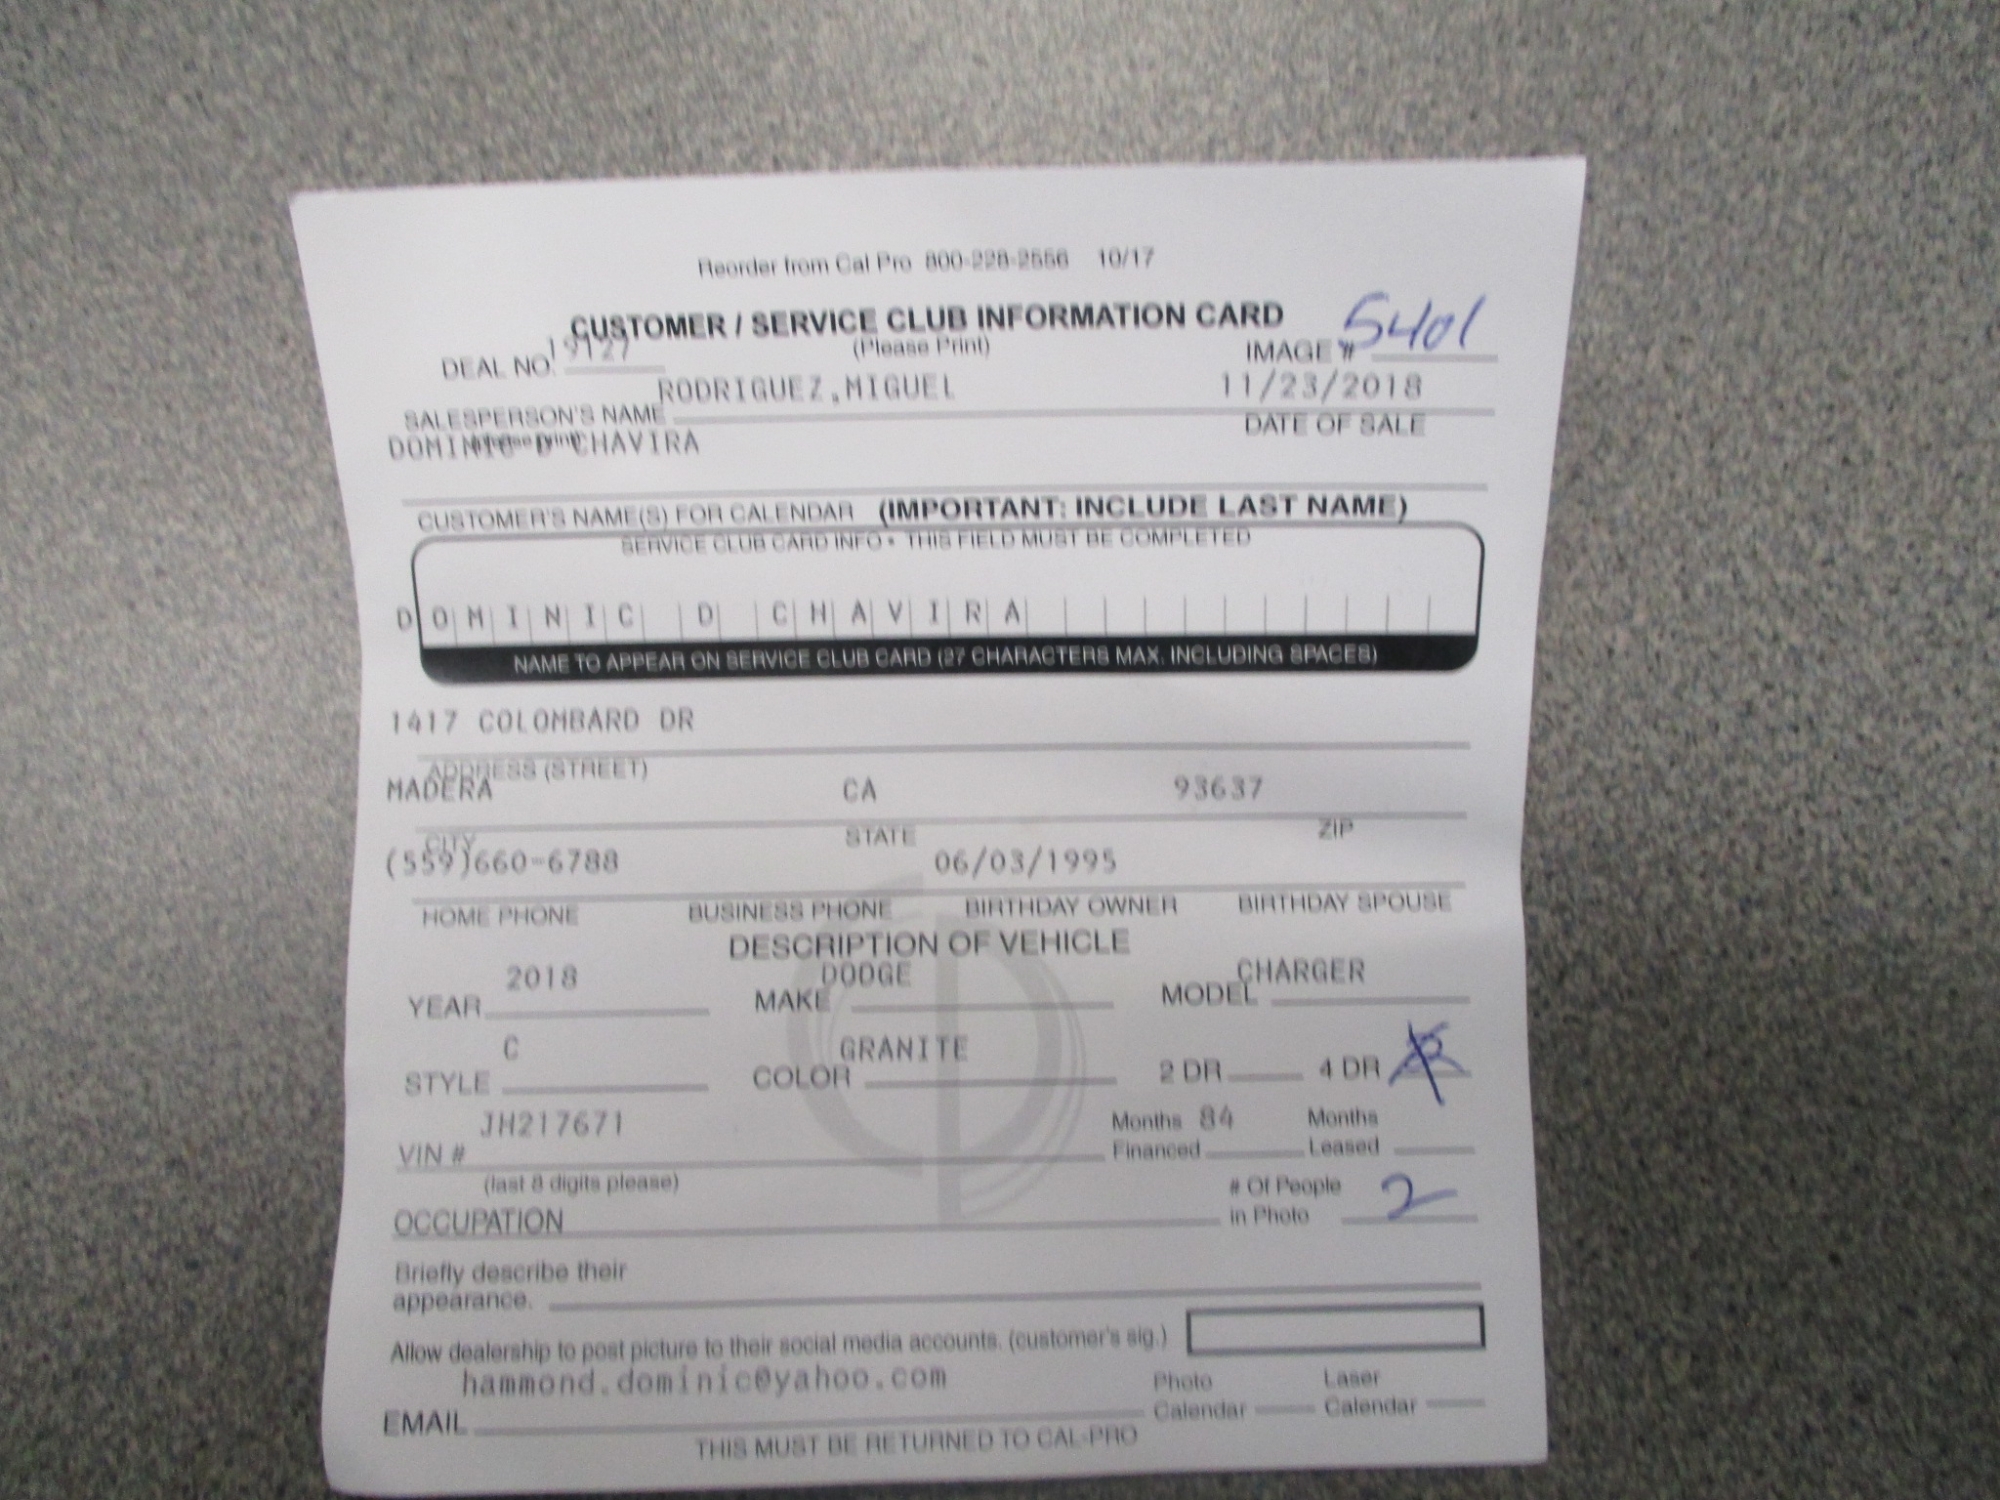 Reorder from Cal Pro 800-228-2556 10/17
CUSTOMER / SERVICE CLUB INFORMATION CARD
(Please Print)
DEAL NO. 19727 IMAGE # 5401
RODRIGUEZ,MIGUEL 11/23/2018
SALESPERSON'S NAME DATE OF SALE
(please print)
DOMINIC D CHAVIRA
CUSTOMER'S NAME(S) FOR CALENDAR (IMPORTANT: INCLUDE LAST NAME)
SERVICE CLUB CARD INFO • THIS FIELD MUST BE COMPLETED
DOMINIC D CHAVIRA
NAME TO APPEAR ON SERVICE CLUB CARD (27 CHARACTERS MAX. INCLUDING SPACES)
1417 COLOMBARD DR
ADDRESS (STREET)
MADERA CA 93637
CITY STATE ZIP
(559)660-6788 06/03/1995
HOME PHONE BUSINESS PHONE BIRTHDAY OWNER BIRTHDAY SPOUSE
DESCRIPTION OF VEHICLE
YEAR 2018 MAKE DODGE MODEL CHARGER
STYLE C COLOR GRANITE 2 DR 4 DR X
VIN # JH217671 Months Financed 84 Months Leased
(last 8 digits please)
OCCUPATION # Of People in Photo 2
Briefly describe their
appearance.
Allow dealership to post picture to their social media accounts. (customer's sig.)
hammond.dominic@yahoo.com
EMAIL Photo Calendar Laser Calendar
THIS MUST BE RETURNED TO CAL-PRO